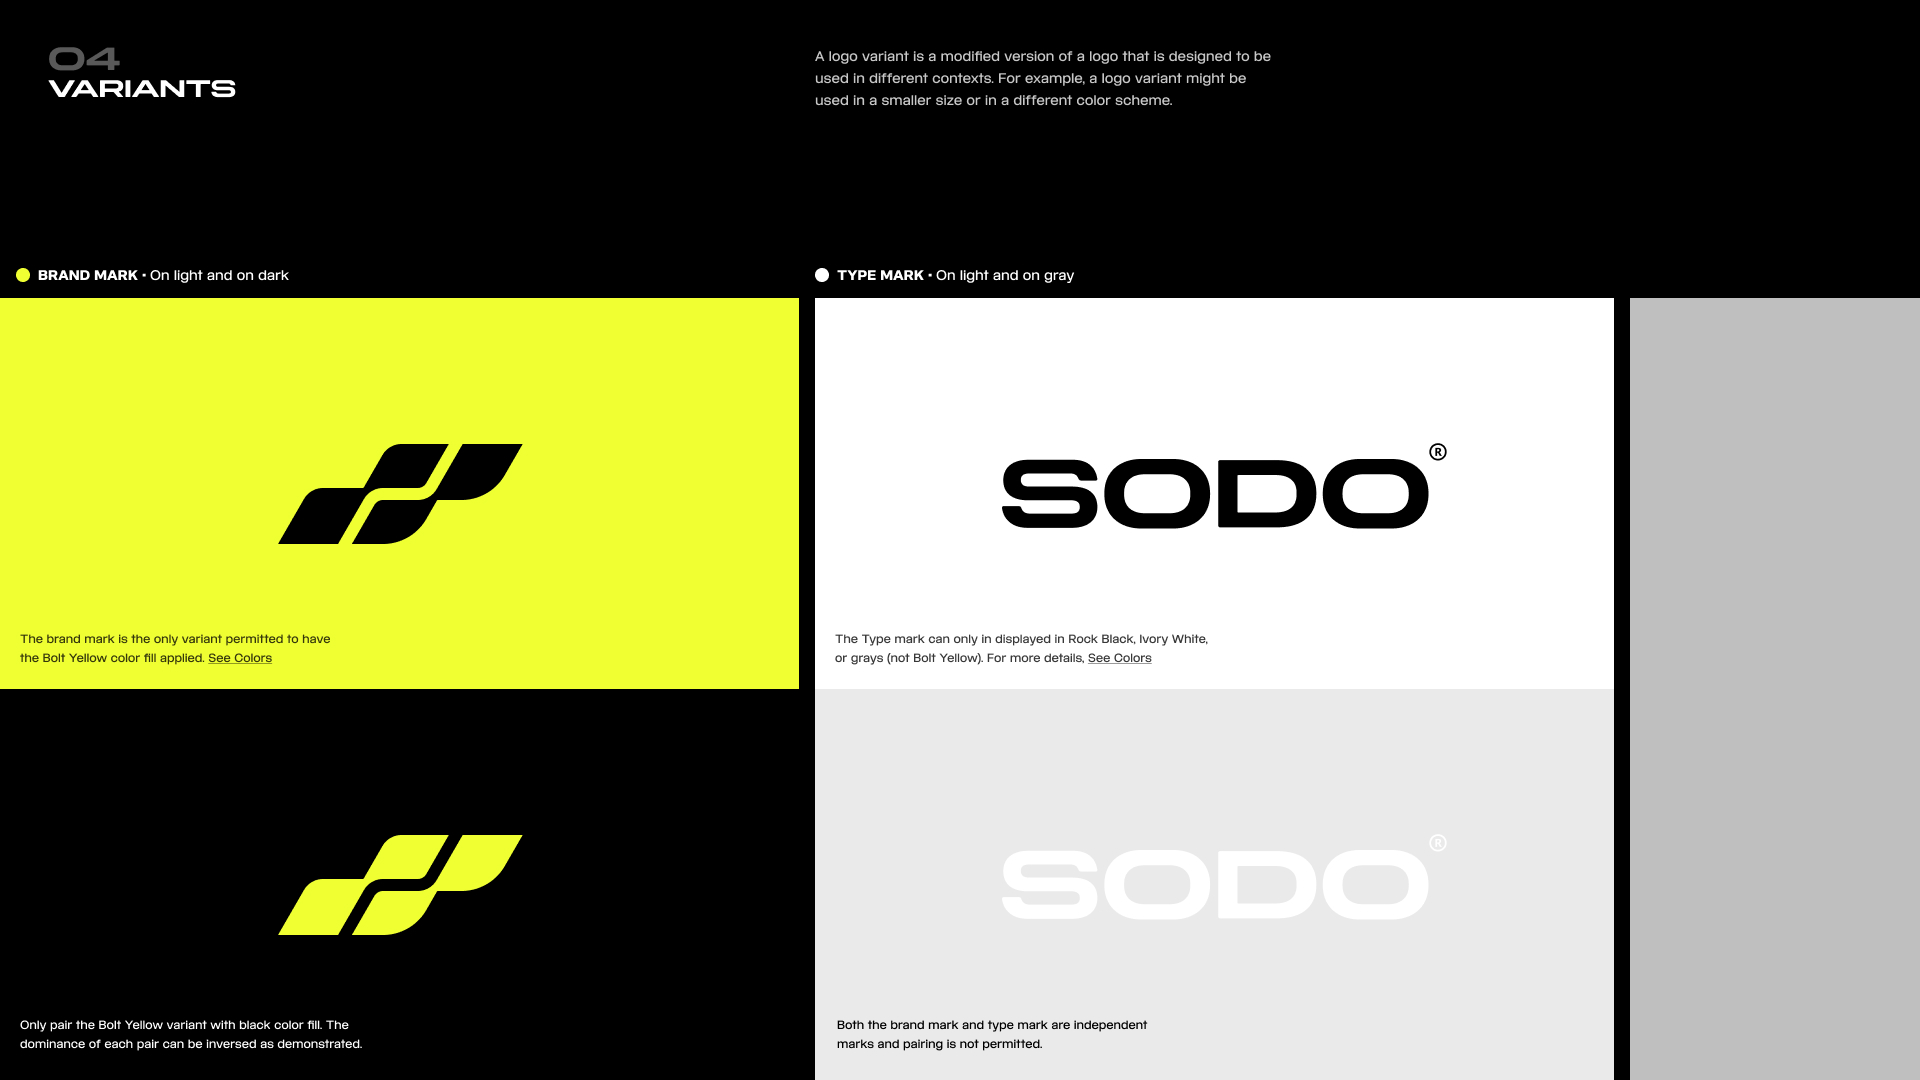 04
VARIANTS
A logo variant is a modified version of a logo that is designed to be
used in different contexts. For example, a logo variant might be
used in a smaller size or in a different color scheme.
BRAND MARK • On light and on dark
TYPE MARK • On light and on gray
SODO®
The brand mark is the only variant permitted to have
the Bolt Yellow color fill applied. See Colors
The Type mark can only in displayed in Rock Black, Ivory White,
or grays (not Bolt Yellow). For more details, See Colors
SODO®
Only pair the Bolt Yellow variant with black color fill. The
dominance of each pair can be inversed as demonstrated.
Both the brand mark and type mark are independent
marks and pairing is not permitted.